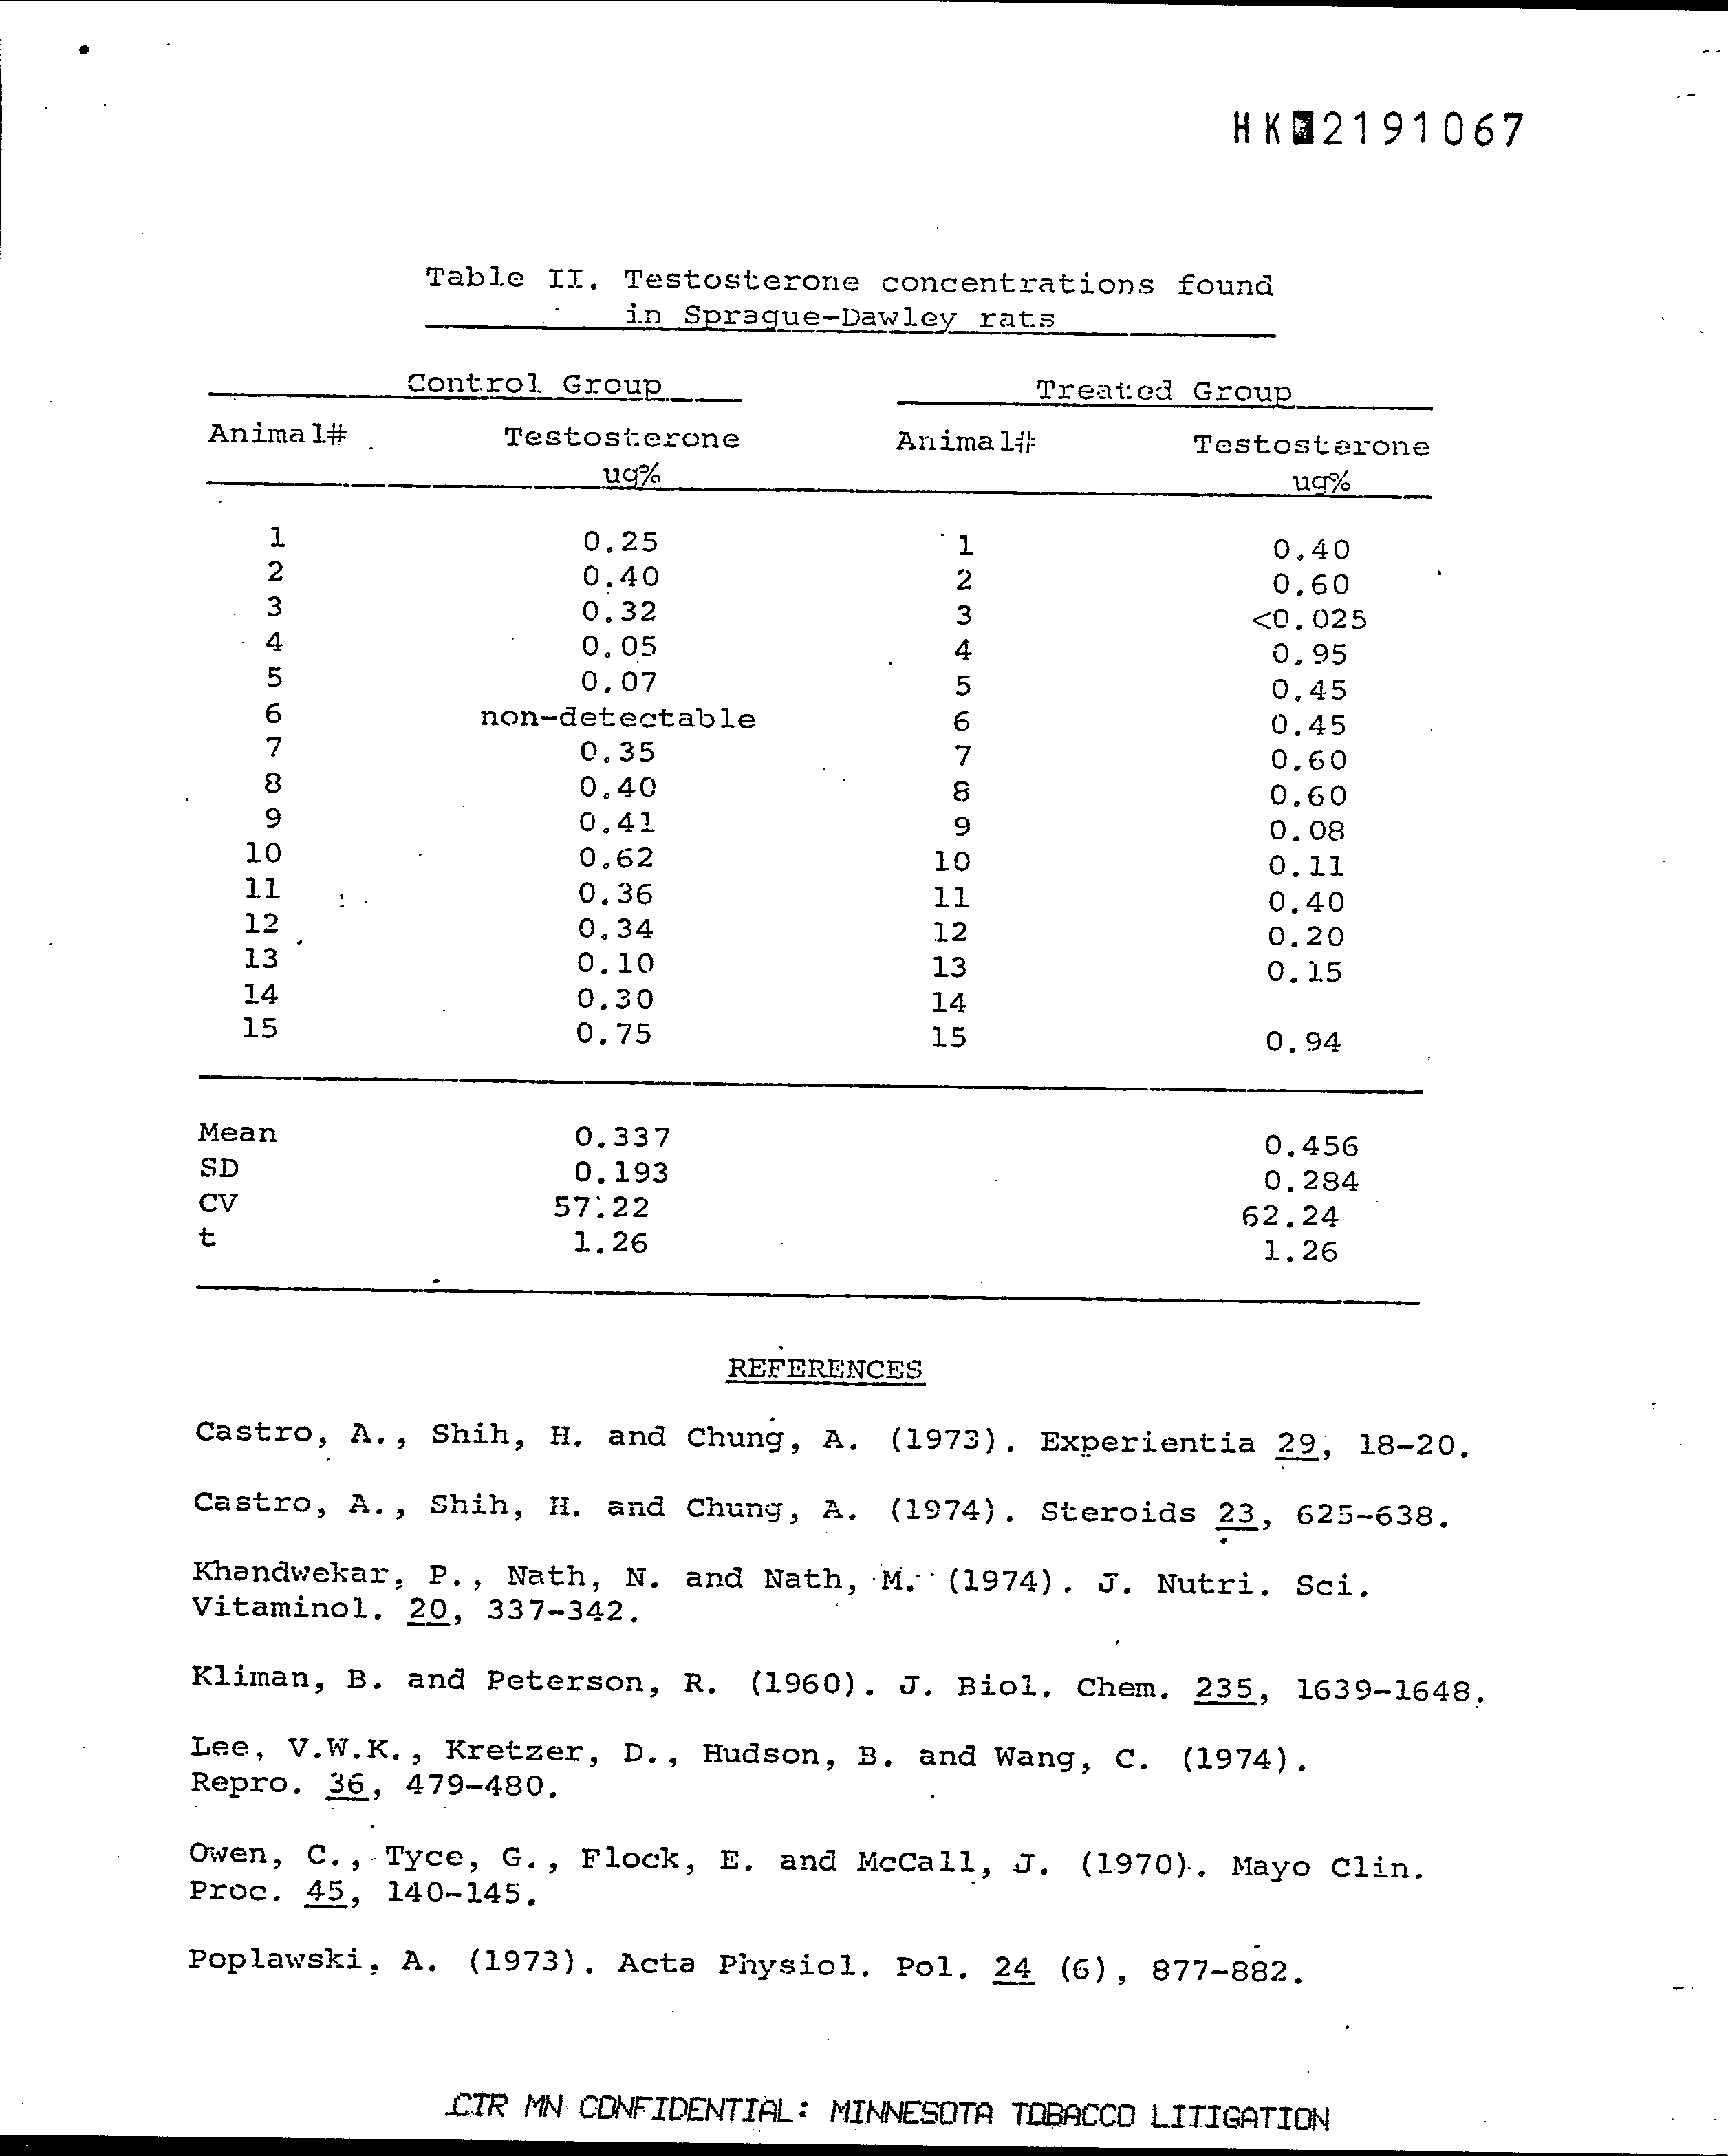 HK 2191067
Table II. Testosterone concentrations found
in Sprague-Dawley rats
Control Group Treated Group
Animal# Testosterone Animal# Testosterone
ug% ug%
1 0.25 1 0.40
2 0.40 2 0.60
3 0.32 3 <0.025
4 0.05 4 0.95
5 0.07 5 0.45
6 non-detectable 6 0.45
7 0.35 7 0.60
8 0.40 8 0.60
9 0.41 9 0.08
10 0.62 10 0.11
11 0.36 11 0.40
12 0.34 12 0.20
13 0.10 13 0.15
14 0.30 14
15 0.75 15 0.94
Mean 0.337 0.456
SD 0.193 0.284
CV 57.22 62.24
t 1.26 1.26
REFERENCES
Castro, A., Shih, H. and Chung, A. (1973). Experientia 29, 18-20.
Castro, A., Shih, H. and Chung, A. (1974). Steroids 23, 625-638.
Khandwekar, P., Nath, N. and Nath, M. (1974). J. Nutri. Sci.
Vitaminol. 20, 337-342.
Kliman, B. and Peterson, R. (1960). J. Biol. Chem. 235, 1639-1648.
Lee, V.W.K., Kretzer, D., Hudson, B. and Wang, C. (1974).
Repro. 36, 479-480.
Owen, C., Tyce, G., Flock, E. and McCall, J. (1970). Mayo Clin.
Proc. 45, 140-145.
Poplawski, A. (1973). Acta Physiol. Pol. 24 (6), 877-882.
CTR MN CONFIDENTIAL: MINNESOTA TOBACCO LITIGATION